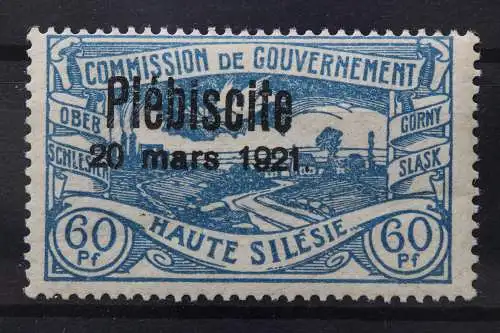 COMMISSION DE GOUVERNEMENT
Plébiscite
20 mars 1921
OBER
SCHLESIEN
GORNY
SLASK
60 Pf
HAUTE SILÉSIE
60 Pf